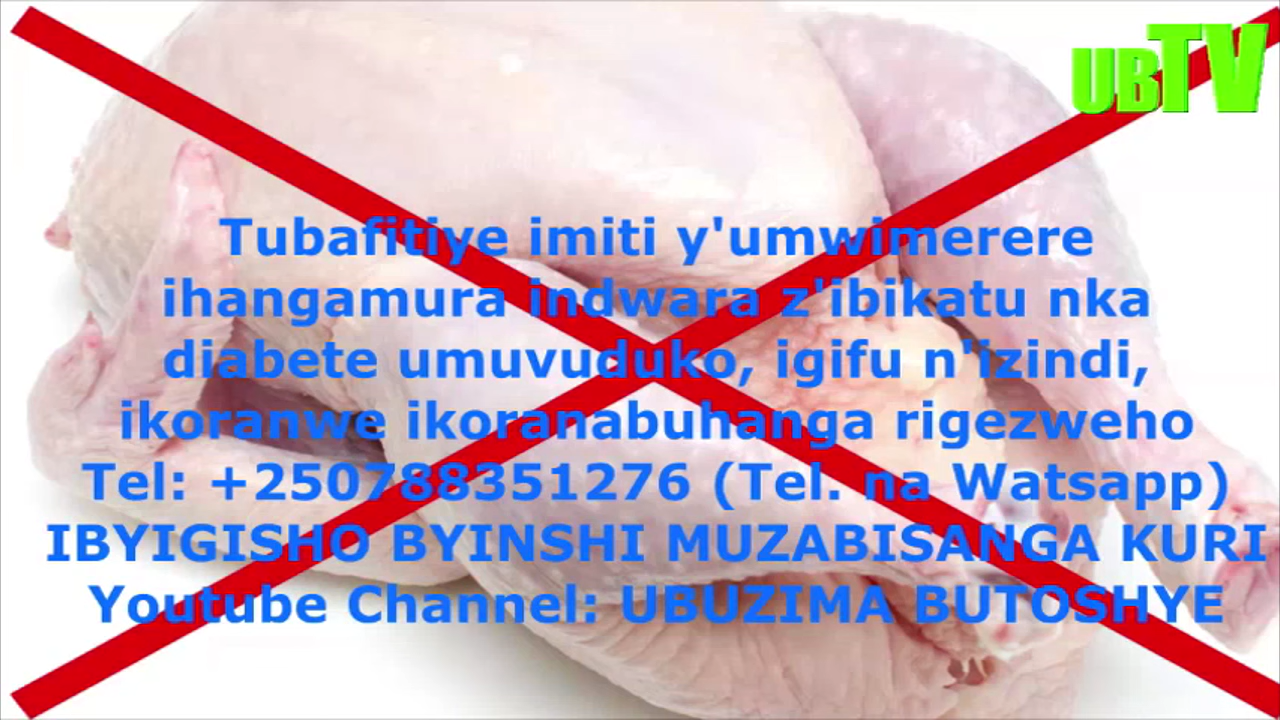 UBTV
Tubafitiye imiti y'umwimerere
ihangamura indwara z'ibikatu nka
diabete umuvuduko, igifu n'izindi,
ikoranwe ikoranabuhanga rigezweho
Tel: +250788351276 (Tel. na Watsapp)
IBYIGISHO BYINSHI MUZABISANGA KURI
Youtube Channel: UBUZIMA BUTOSHYE